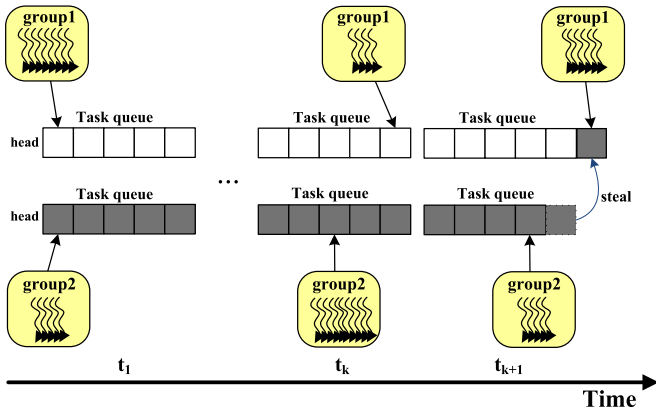 group1
group1
group1
Task queue
Task queue
Task queue
head
...
Task queue
Task queue
Task queue
steal
head
group2
group2
group2
t1
tk
tk+1
Time